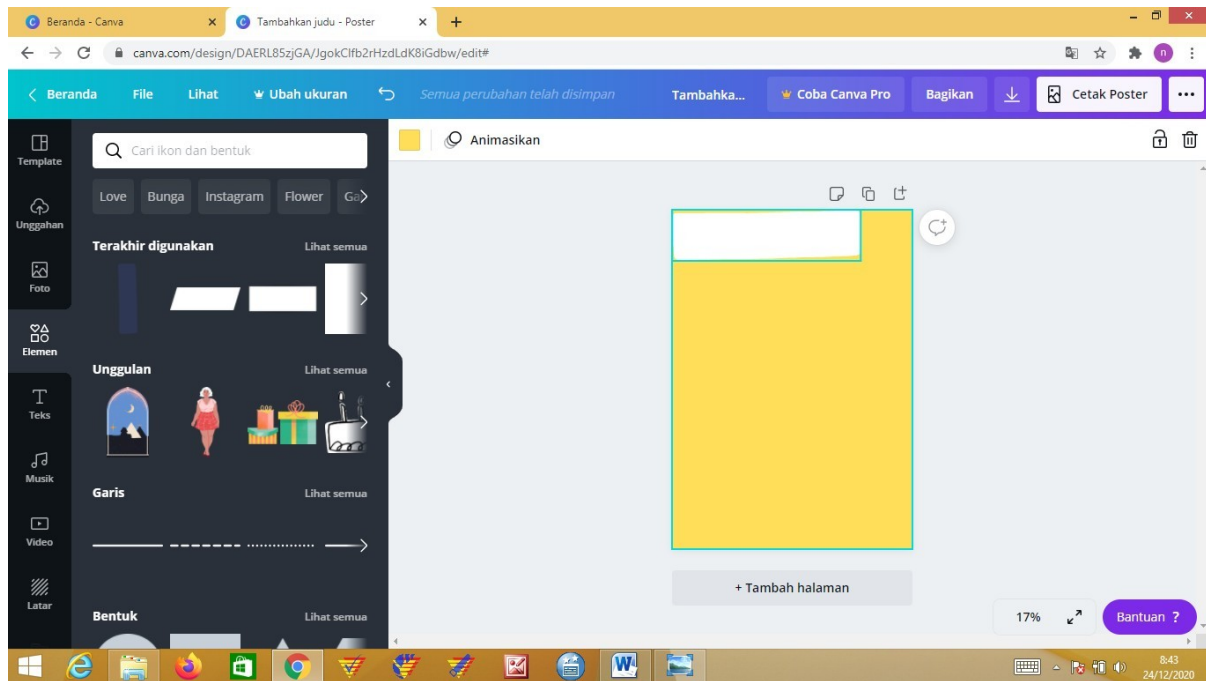 Beranda - Canva
Tambahkan judu - Poster
canva.com/design/DAERL85zjGA/JgokClfb2rHzdLdK8iGdbw/edit#
n
Beranda File Lihat Ubah ukuran Semua perubahan telah disimpan Tambahka... Coba Canva Pro Bagikan Cetak Poster
Template
Unggahan
Foto
Elemen
Teks
Musik
Video
Latar
Cari ikon dan bentuk
Love Bunga Instagram Flower Ga
Terakhir digunakan Lihat semua
Unggulan Lihat semua
Garis Lihat semua
Bentuk Lihat semua
Animasikan
+ Tambah halaman
17%
Bantuan ?
8:43
24/12/2020